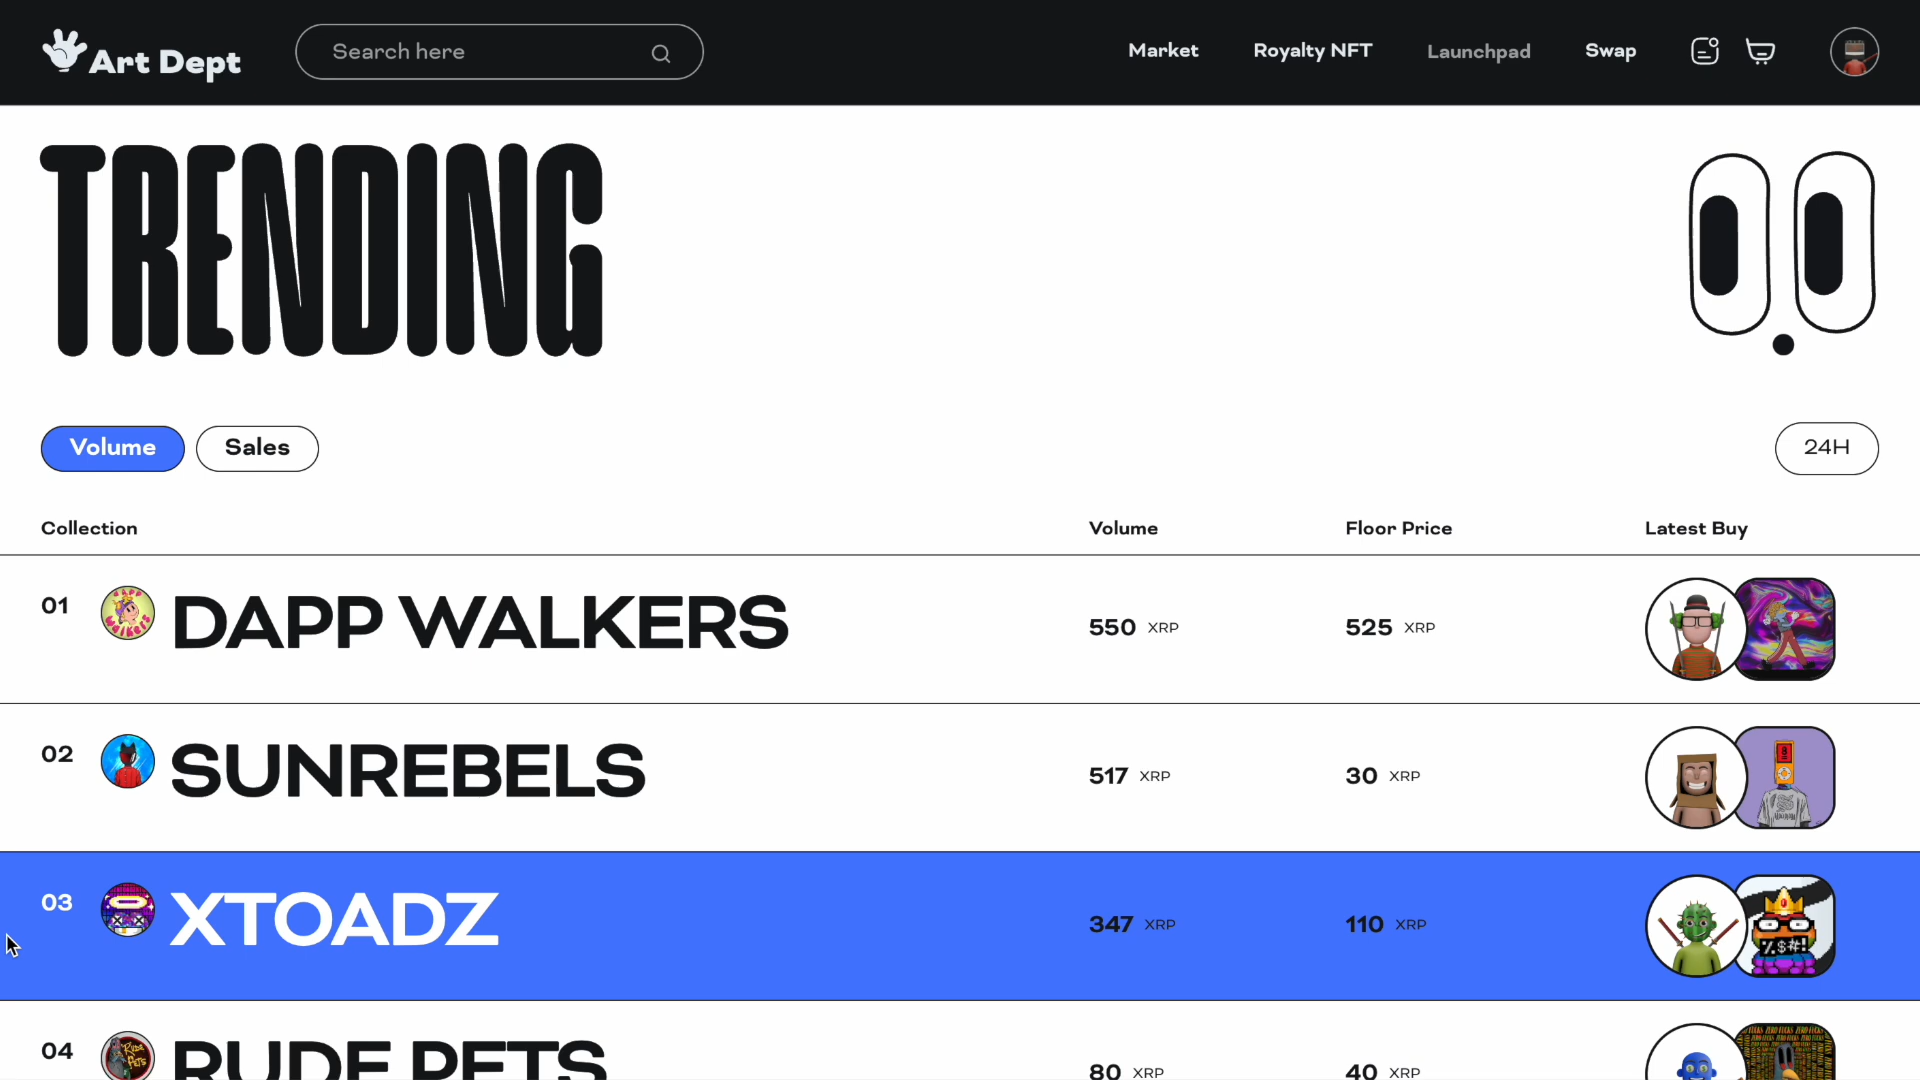 Art Dept
Search here
Market
Royalty NFT
Launchpad
Swap
TRENDING
Volume
Sales
24H
Collection
Volume
Floor Price
Latest Buy
01
DAPP WALKERS
550 XRP
525 XRP
02
SUNREBELS
517 XRP
30 XRP
03
XTOADZ
347 XRP
110 XRP
%$#!
04
RUDE PETS
80 XRP
40 XRP